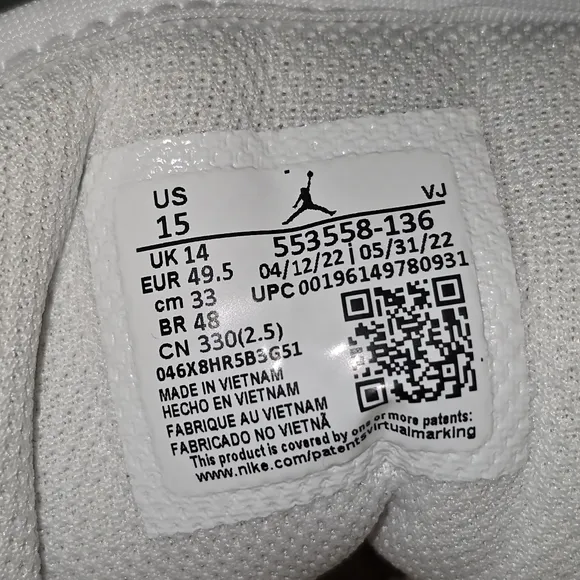 US
15
VJ
UK 14
553558-136
EUR 49.5
04/12/22 | 05/31/22
cm 33
UPC 00196149780931
BR 48
CN 330(2.5)
046X8HR5B3G51
MADE IN VIETNAM
HECHO EN VIETNAM
FABRIQUE AU VIETNAM
FABRICADO NO VIETNÃ
This product is covered by one or more patents:
www.nike.com/patentsvirtualmarking